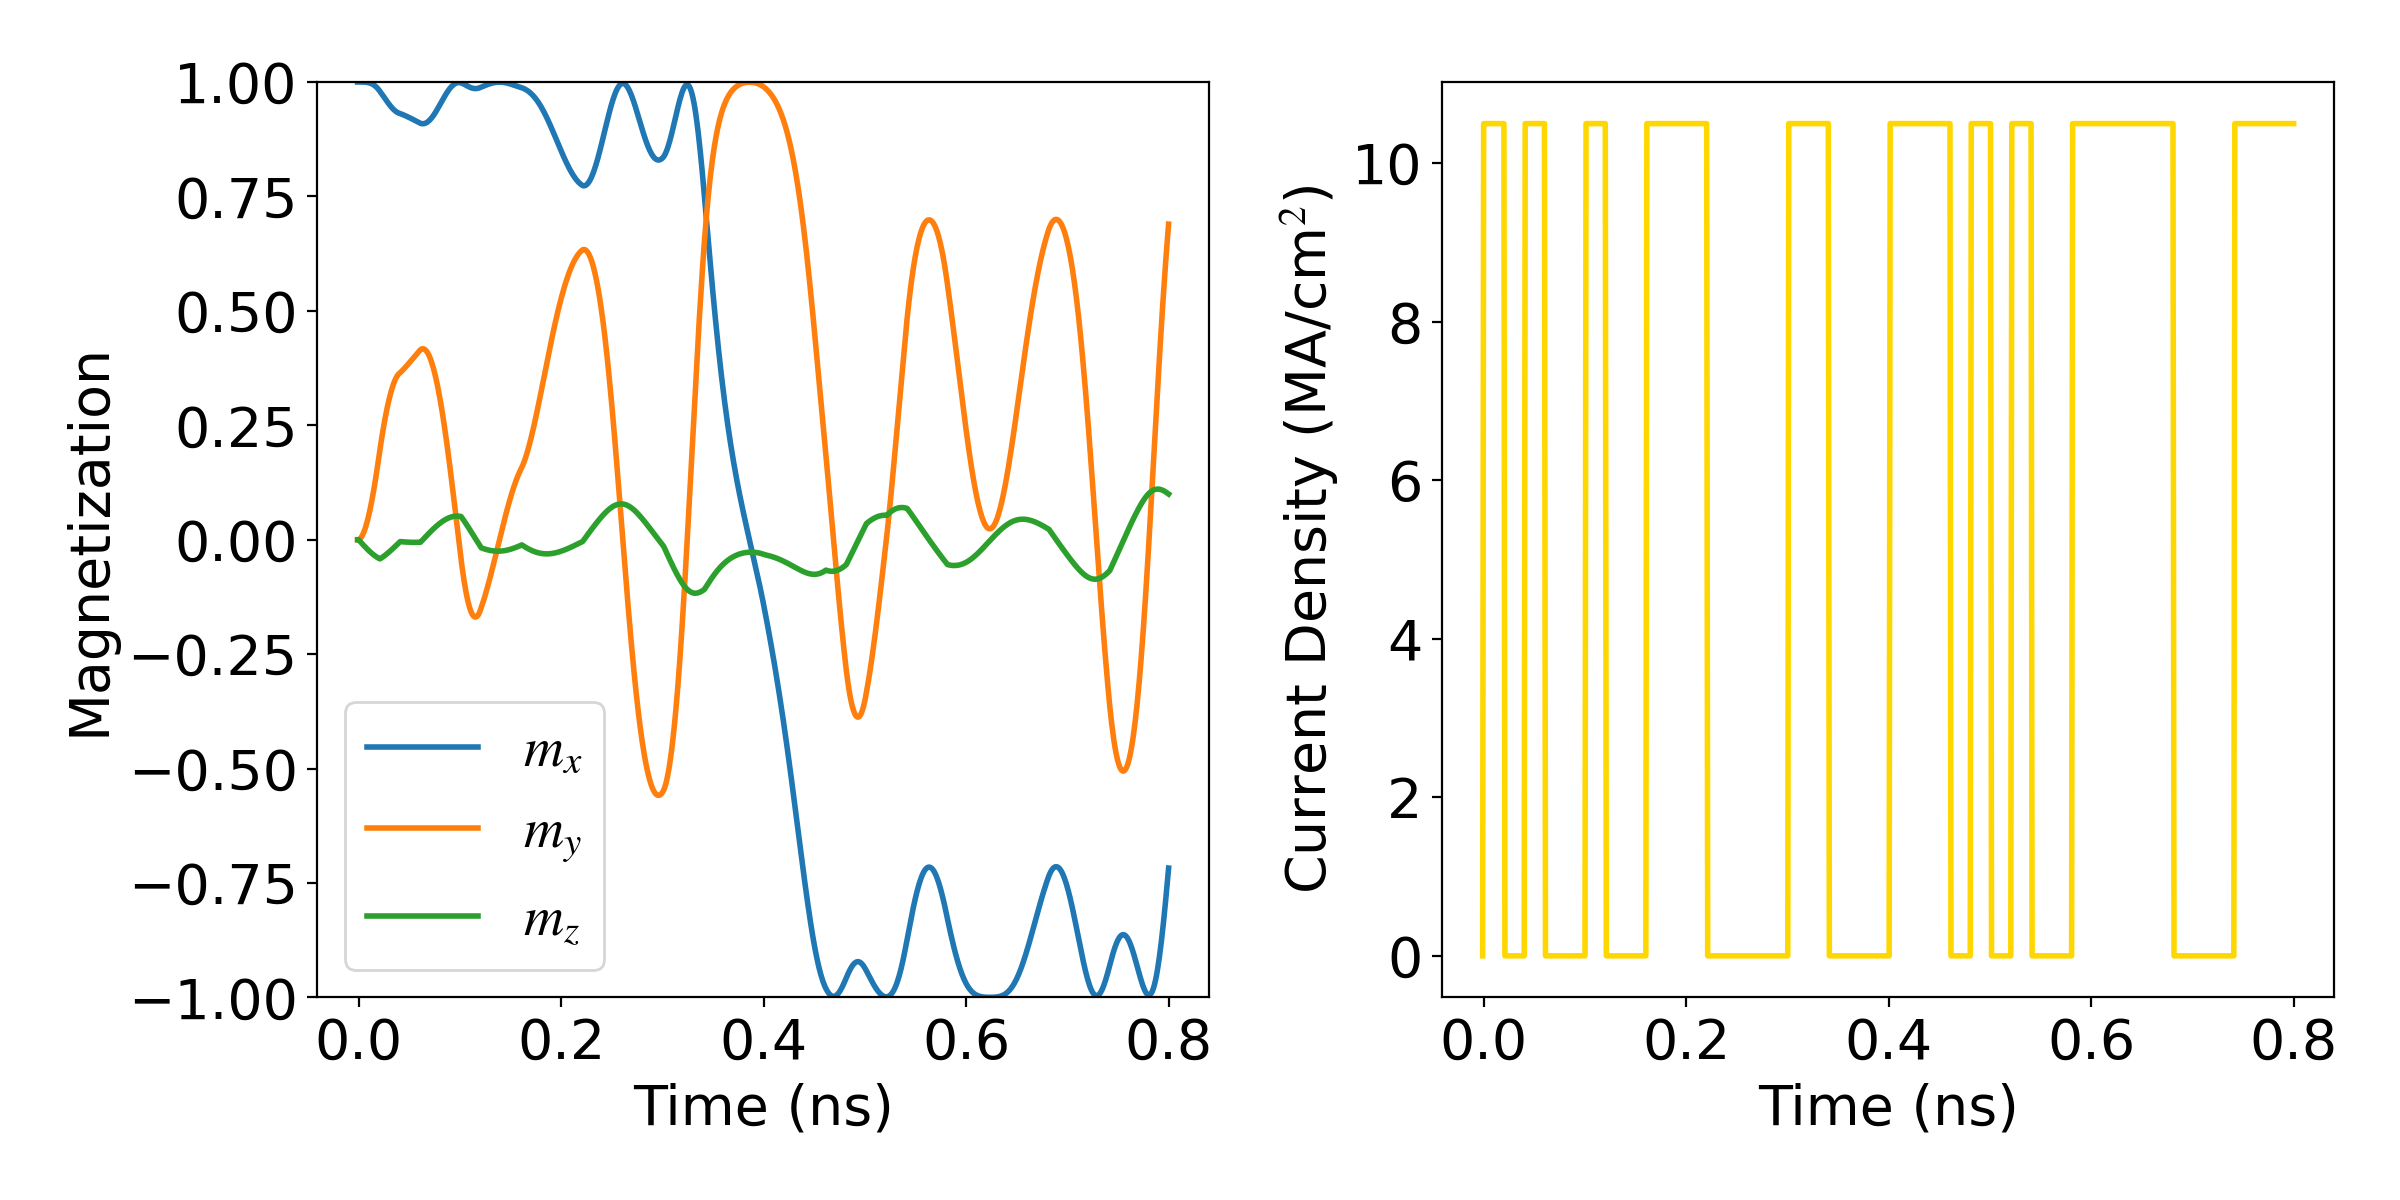 Magnetization
1.00
0.75
0.50
0.25
0.00
−0.25
−0.50
−0.75
−1.00
m_x
m_y
m_z
0.0 0.2 0.4 0.6 0.8
Time (ns)
Current Density (MA/cm²)
10
8
6
4
2
0
0.0 0.2 0.4 0.6 0.8
Time (ns)